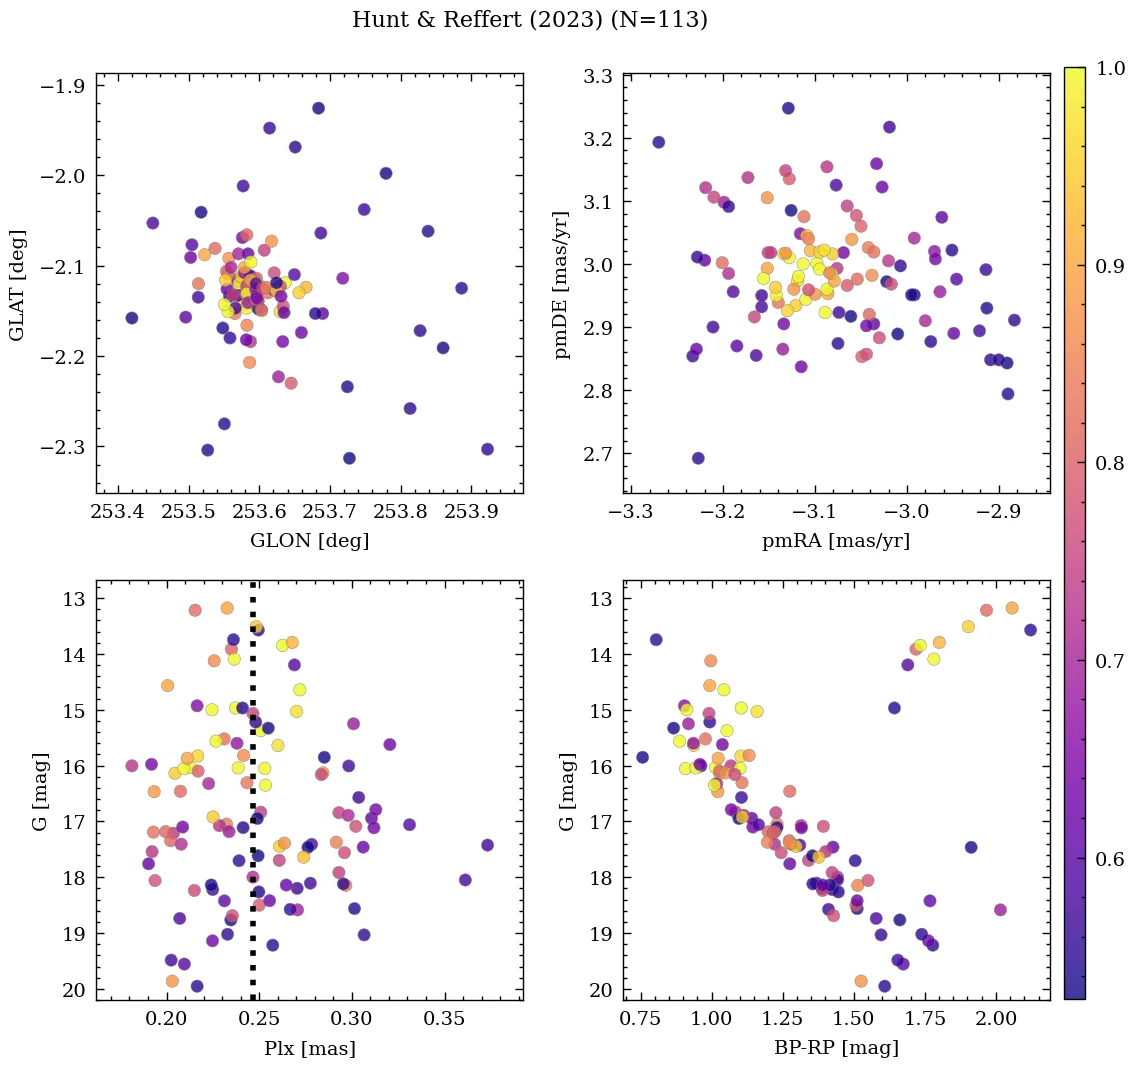 Hunt & Reffert (2023) (N=113)
−1.9
−2.0
−2.1
−2.2
−2.3
GLAT [deg]
253.4 253.5 253.6 253.7 253.8 253.9
GLON [deg]
3.3
3.2
3.1
3.0
2.9
2.8
2.7
pmDE [mas/yr]
−3.3 −3.2 −3.1 −3.0 −2.9
pmRA [mas/yr]
1.0
0.9
0.8
0.7
0.6
13
14
15
16
17
18
19
20
G [mag]
0.20 0.25 0.30 0.35
Plx [mas]
13
14
15
16
17
18
19
20
G [mag]
0.75 1.00 1.25 1.50 1.75 2.00
BP-RP [mag]